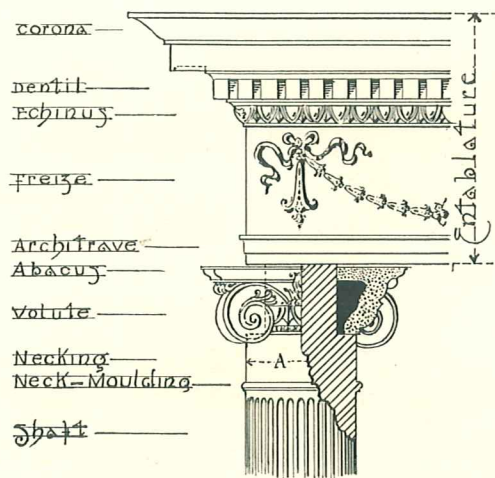 corona
Dentil
Echinus
Freize
Architrave
Abacus
Volute
Necking
Neck-Moulding
Shaft
Entablature
A